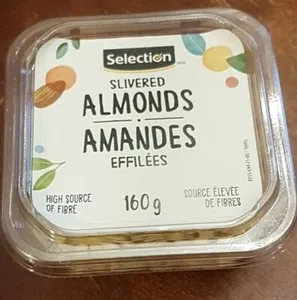 Selection
SLIVERED
ALMONDS
AMANDES
EFFILÉES
HIGH SOURCE
OF FIBRE
160g
SOURCE ÉLEVÉE
DE FIBRES